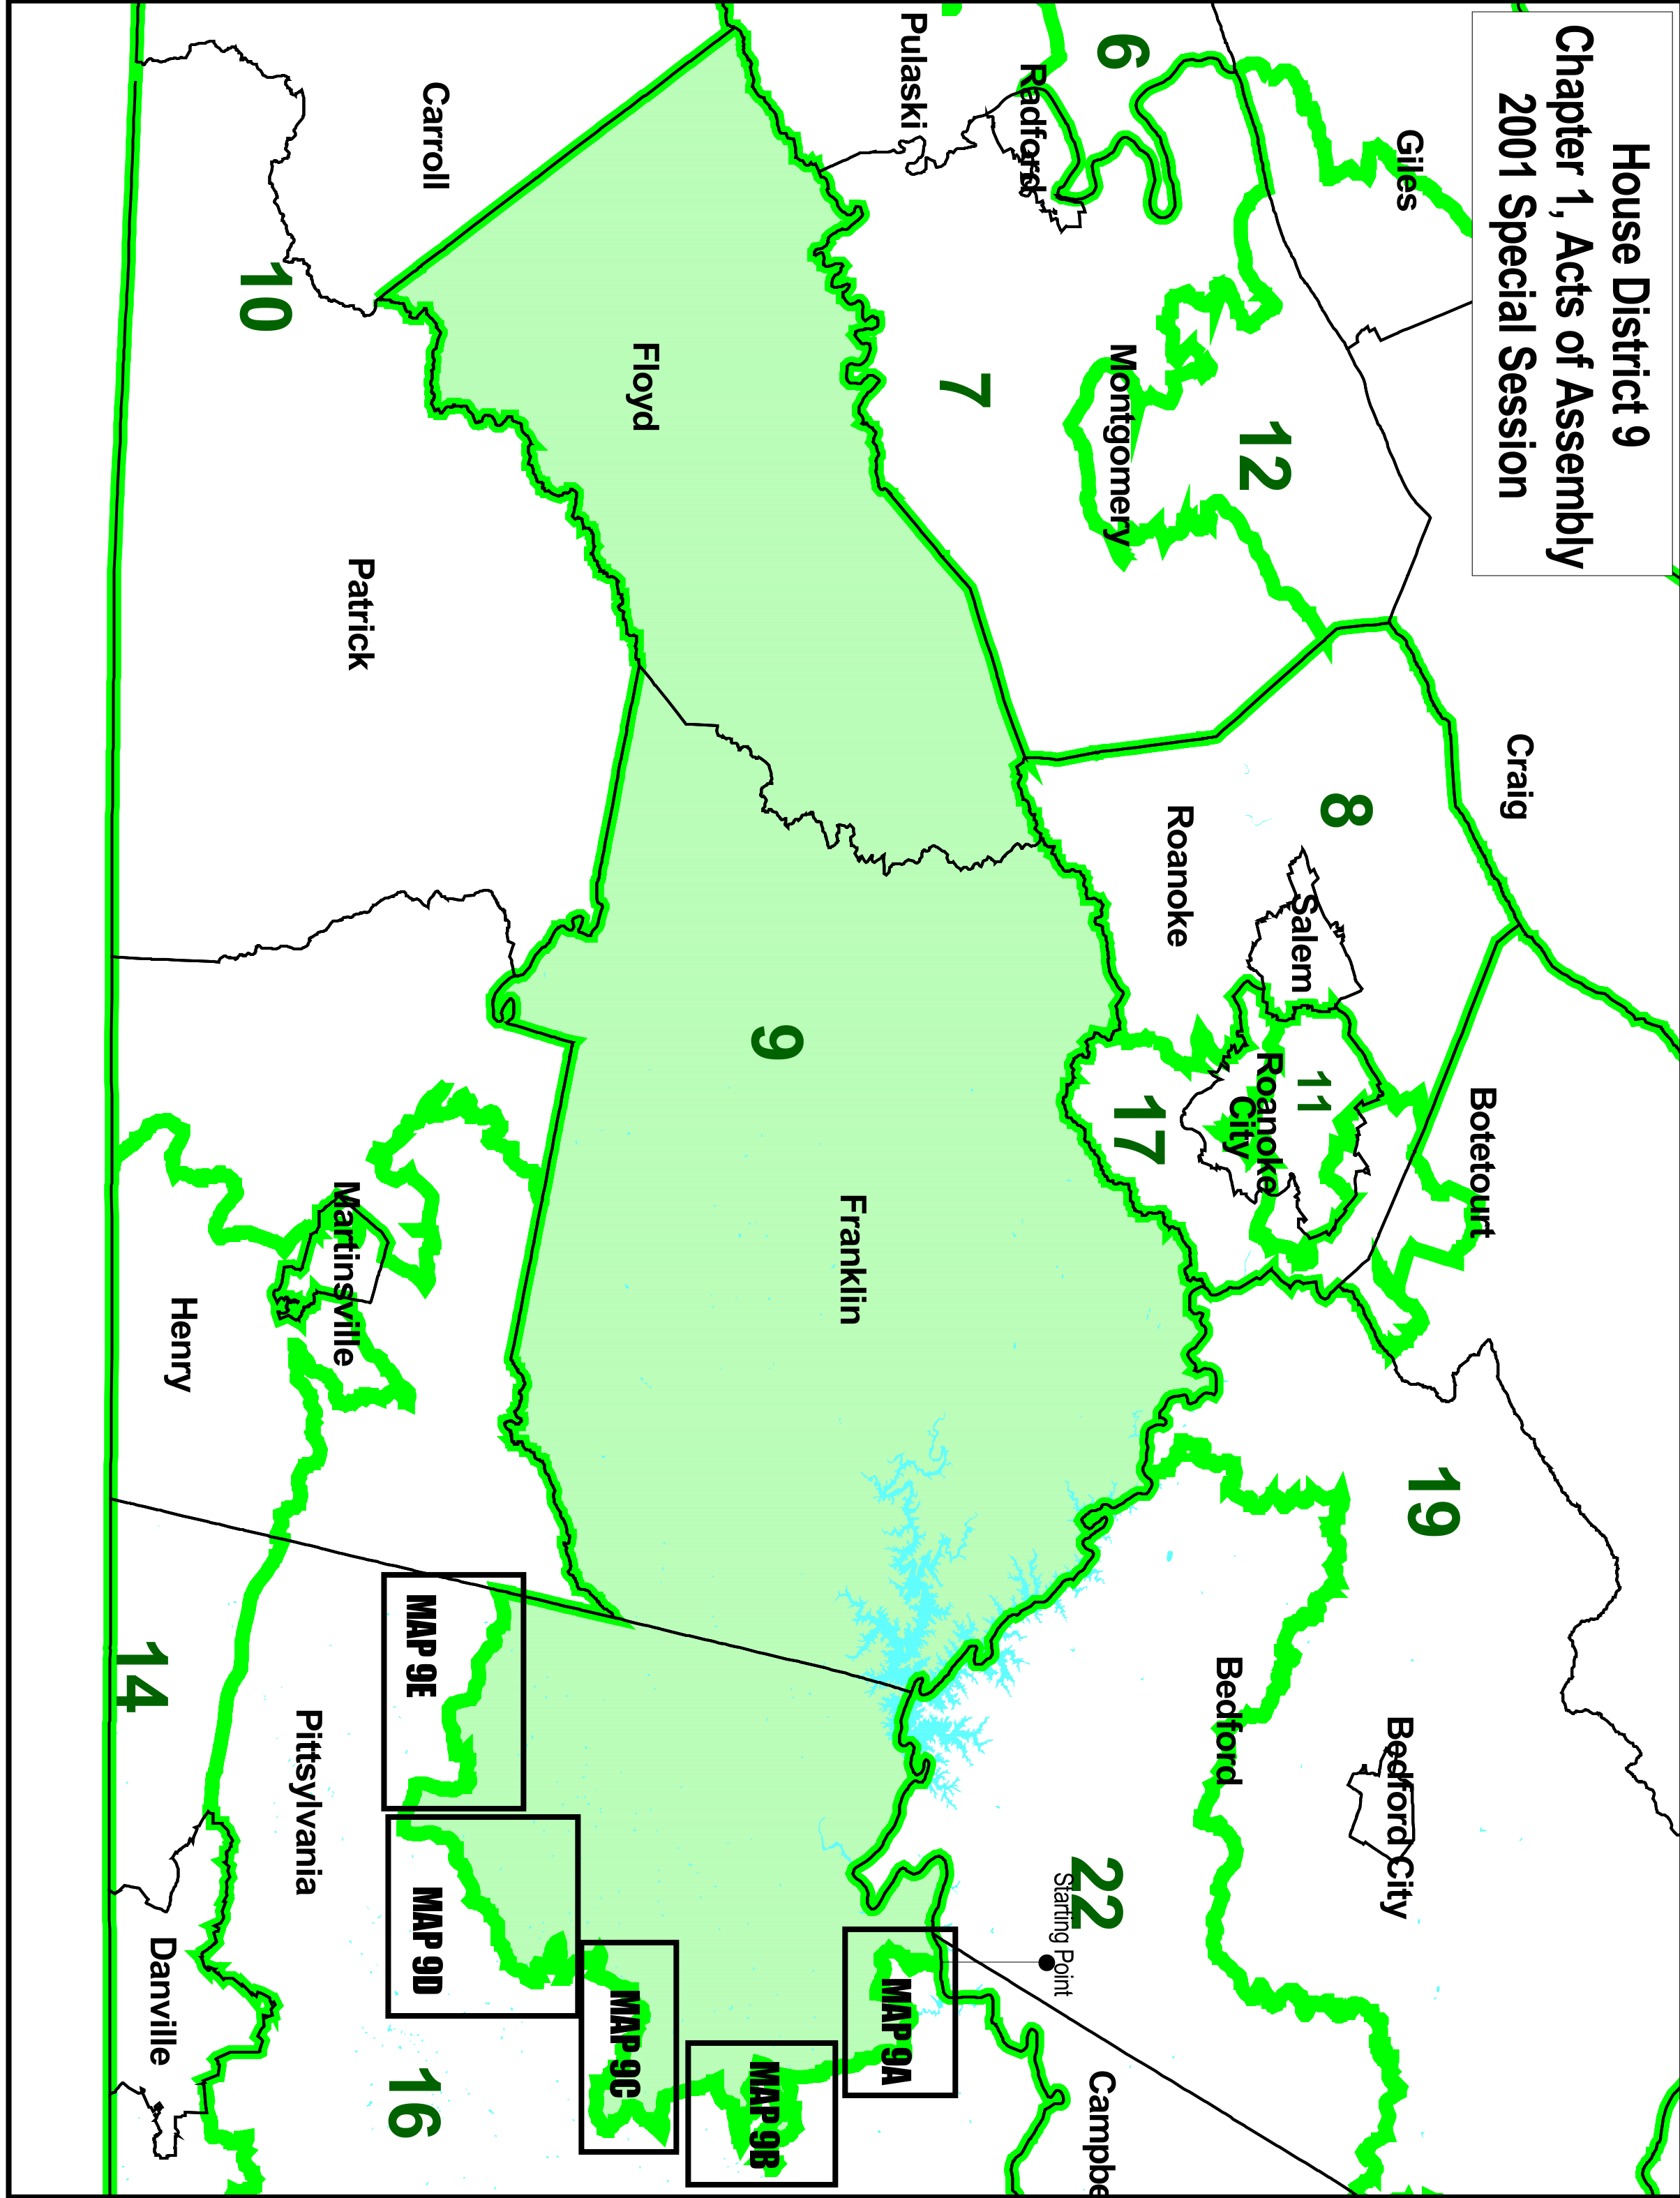 House District 9
Chapter 1, Acts of Assembly
2001 Special Session
Giles
Craig
Botetourt
19
6
12
8
Salem
11
Roanoke
City
Bedford City
Pulaski
Radford
Montgomery
Roanoke
17
Bedford
7
22
Starting Point
Campbe
Floyd
9
Franklin
MAP 9A
Carroll
MAP 9B
MAP 9C
10
Patrick
Martinsville
MAP 9E
MAP 9D
16
Henry
Pittsylvania
14
Danville